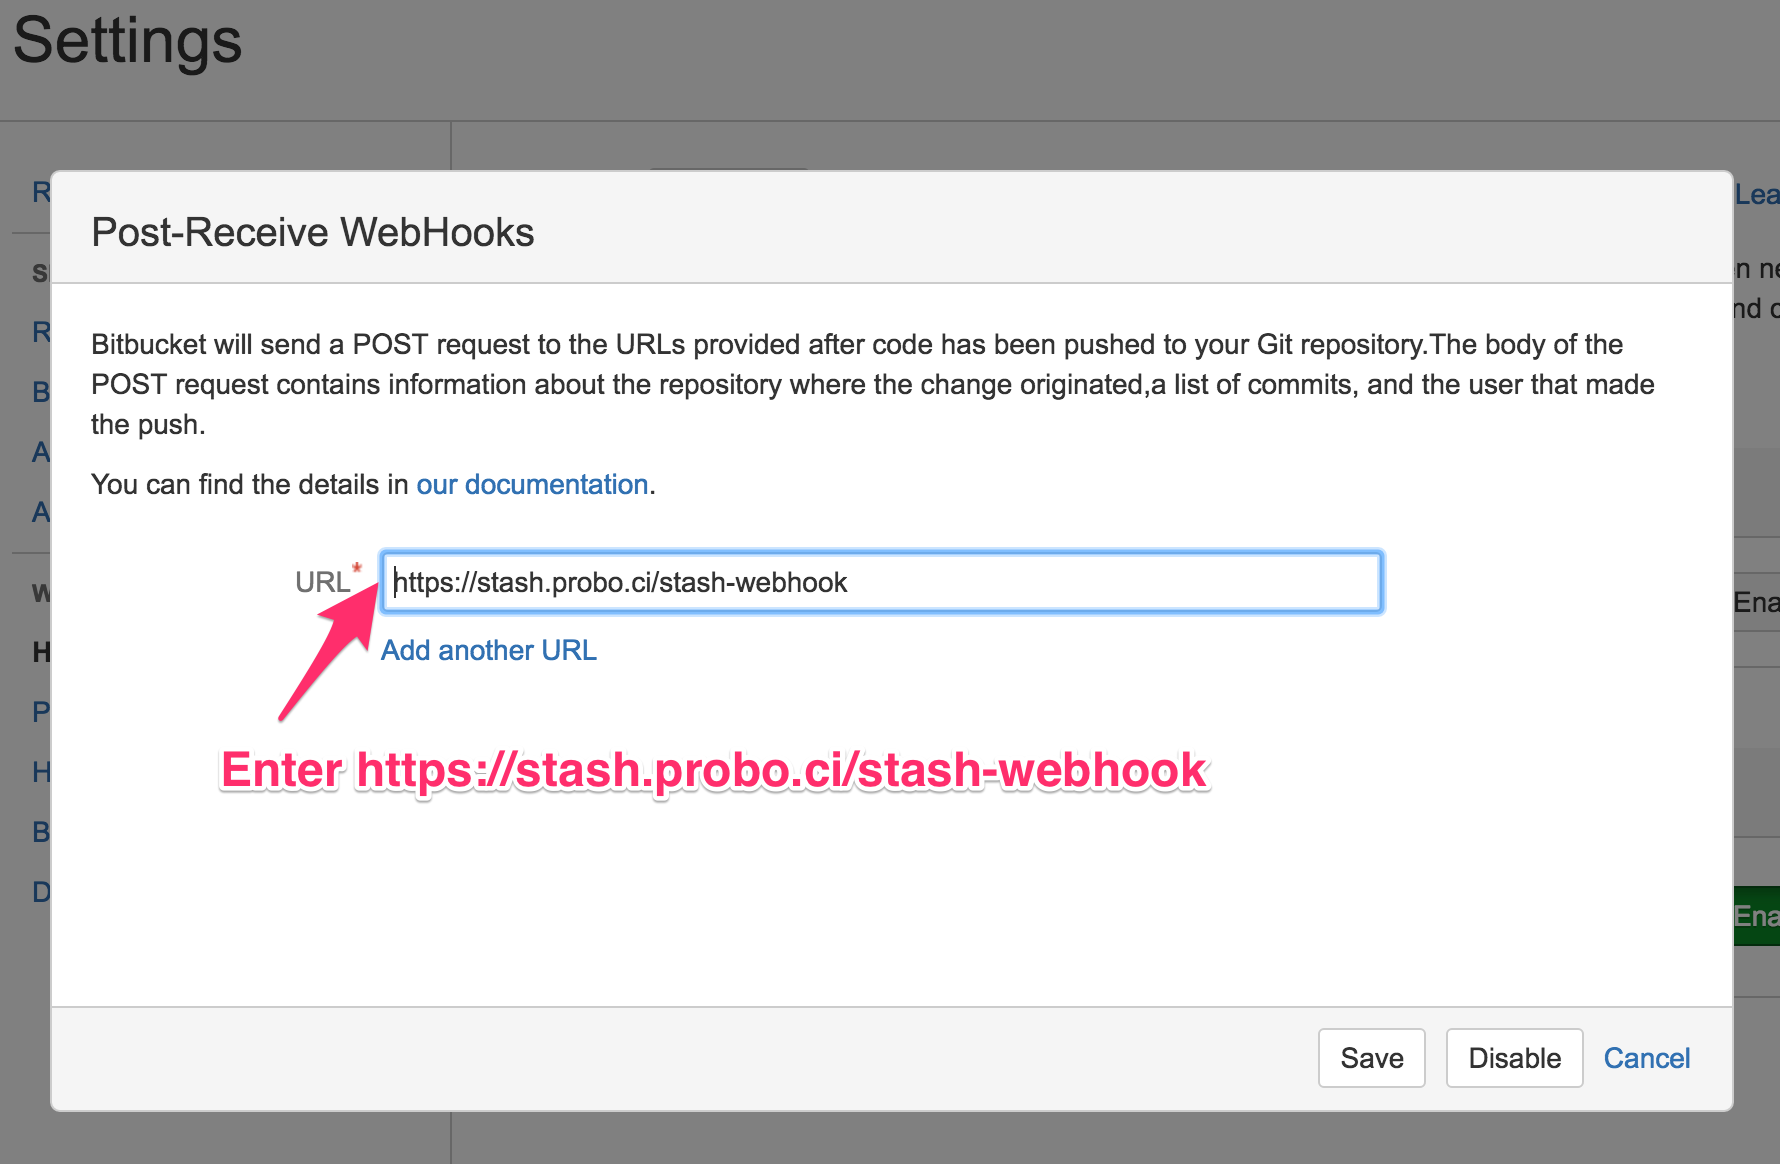 Settings
Lea
Post-Receive WebHooks
Bitbucket will send a POST request to the URLs provided after code has been pushed to your Git repository.The body of the
POST request contains information about the repository where the change originated,a list of commits, and the user that made
the push.
You can find the details in our documentation.
URL*
https://stash.probo.ci/stash-webhook
Ena
Add another URL
Enter https://stash.probo.ci/stash-webhook
Ena
Save
Disable
Cancel